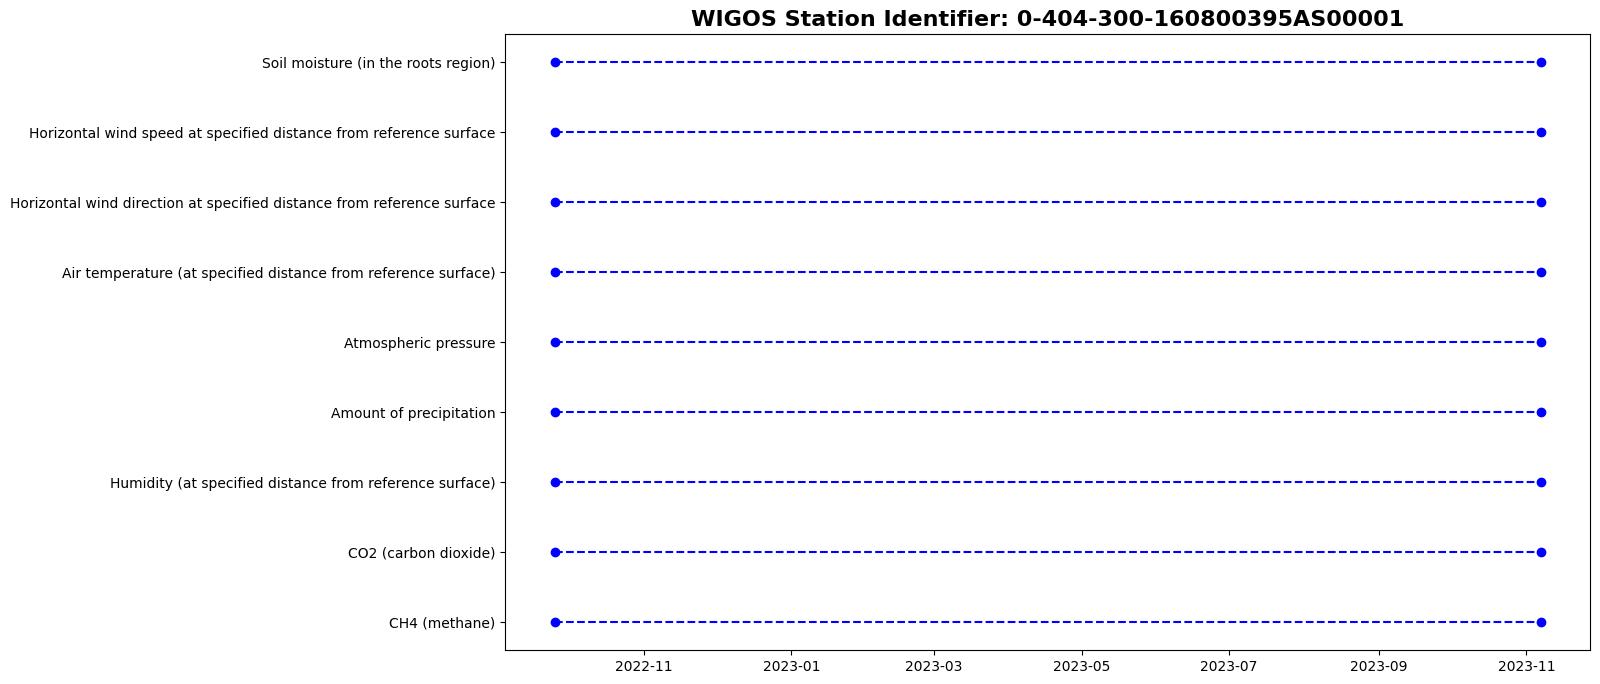 WIGOS Station Identifier: 0-404-300-160800395AS00001
Soil moisture (in the roots region)
Horizontal wind speed at specified distance from reference surface
Horizontal wind direction at specified distance from reference surface
Air temperature (at specified distance from reference surface)
Atmospheric pressure
Amount of precipitation
Humidity (at specified distance from reference surface)
CO2 (carbon dioxide)
CH4 (methane)
2022-11 2023-01 2023-03 2023-05 2023-07 2023-09 2023-11